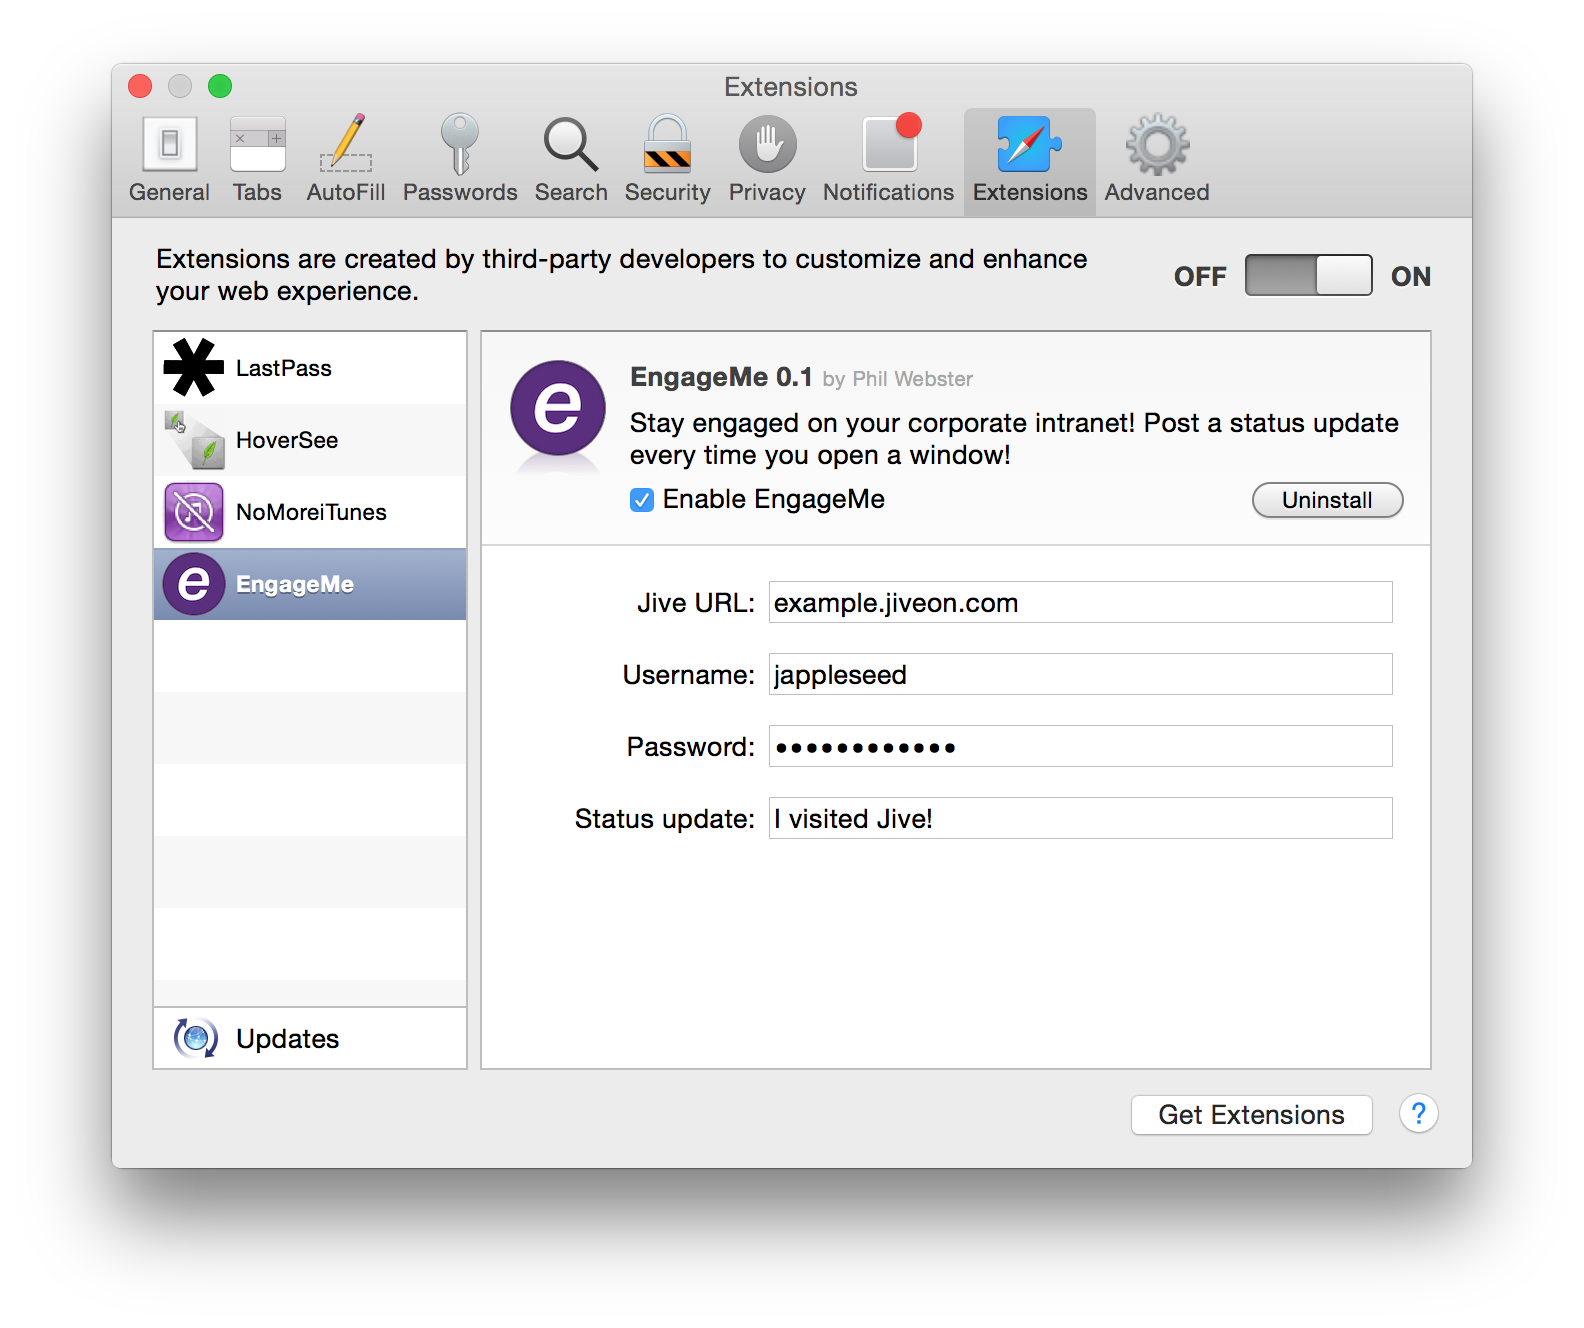 Extensions
General
Tabs
AutoFill
Passwords
Search
Security
Privacy
Notifications
Extensions
Advanced
Extensions are created by third-party developers to customize and enhance
your web experience.
OFF
ON
LastPass
HoverSee
NoMoreiTunes
e EngageMe
Updates
e
EngageMe 0.1 by Phil Webster
Stay engaged on your corporate intranet! Post a status update
every time you open a window!
Enable EngageMe
Uninstall
Jive URL: example.jiveon.com
Username: jappleseed
Password: ••••••••••••
Status update: I visited Jive!
Get Extensions
?